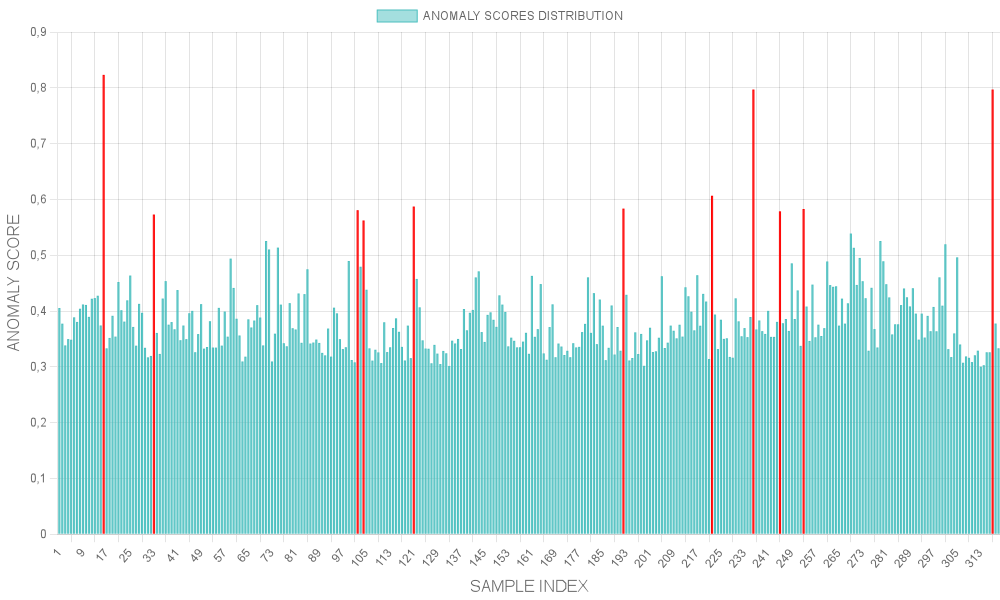 ANOMALY SCORES DISTRIBUTION
0,9
0,8
0,7
0,6
0,5
0,4
0,3
0,2
0,1
0
ANOMALY SCORE
1 9 17 25 33 41 49 57 65 73 81 89 97 105 113 121 129 137 145 153 161 169 177 185 193 201 209 217 225 233 241 249 257 265 273 281 289 297 305 313
SAMPLE INDEX